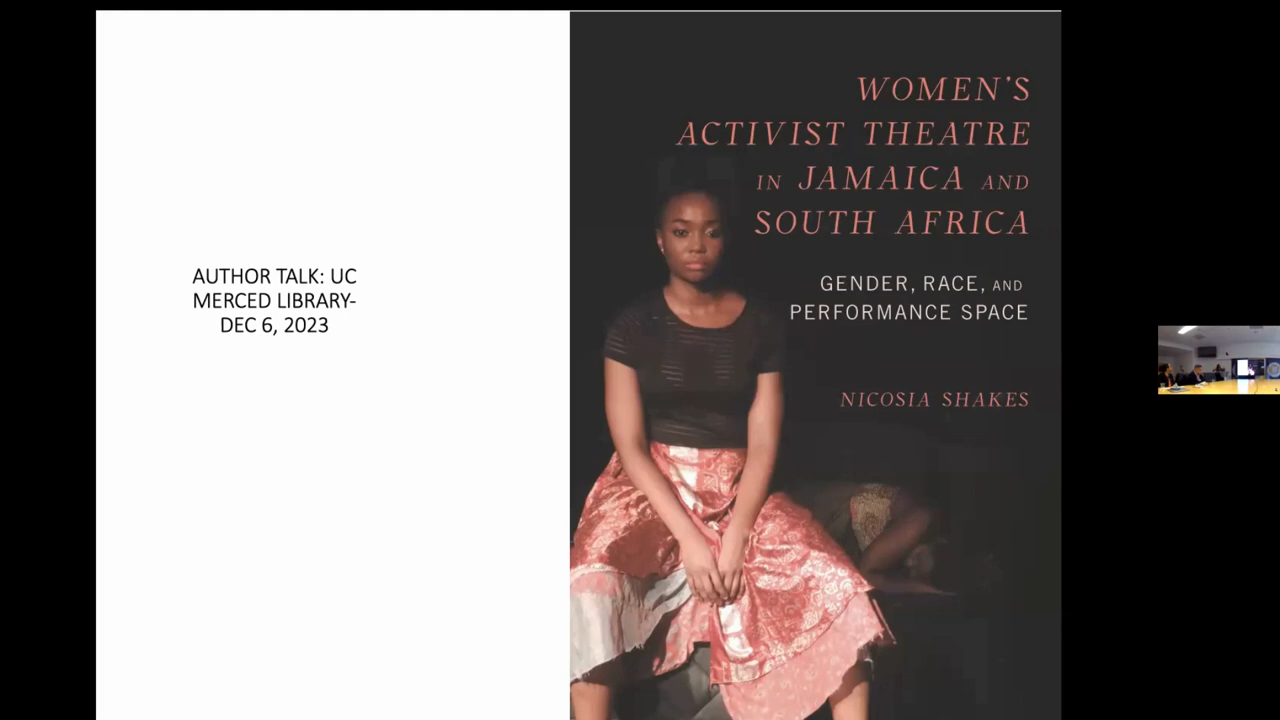 AUTHOR TALK: UC
MERCED LIBRARY-
DEC 6, 2023
WOMEN'S
ACTIVIST THEATRE
IN JAMAICA AND
SOUTH AFRICA
GENDER, RACE, AND
PERFORMANCE SPACE
NICOSIA SHAKES